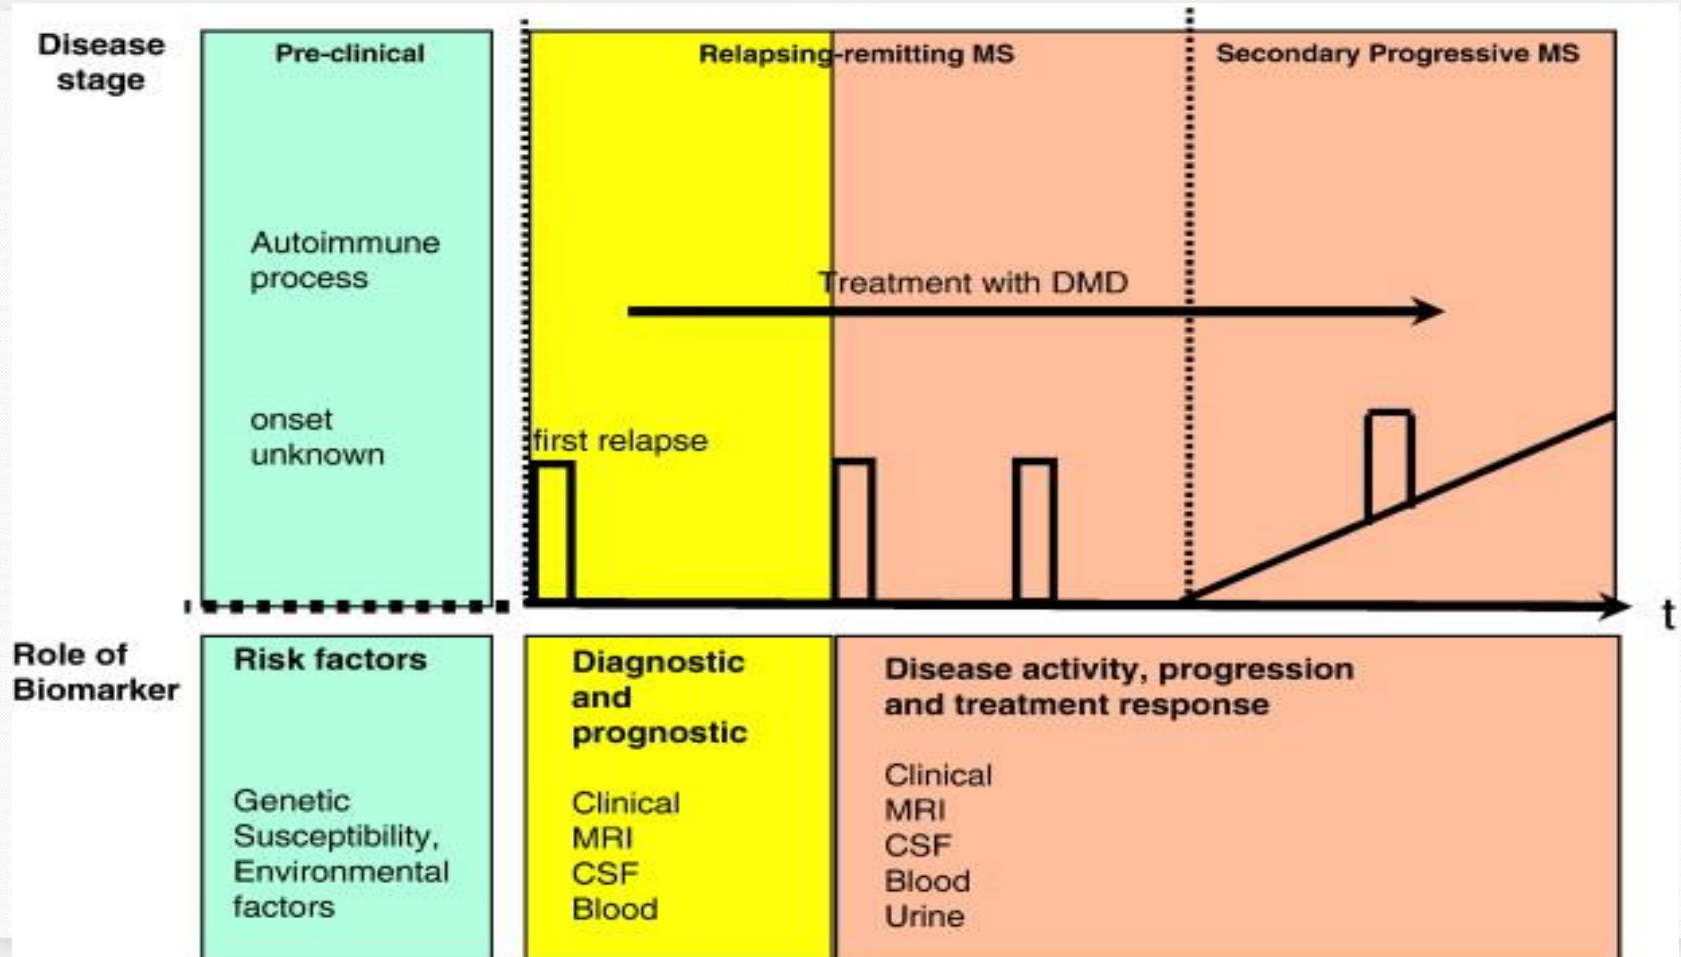 Disease
stage
Pre-clinical
Relapsing-remitting MS
Secondary Progressive MS
Autoimmune
process
Treatment with DMD
onset
unknown
first relapse
t
Role of
Biomarker
Risk factors
Genetic
Susceptibility,
Environmental
factors
Diagnostic
and
prognostic
Clinical
MRI
CSF
Blood
Disease activity, progression
and treatment response
Clinical
MRI
CSF
Blood
Urine